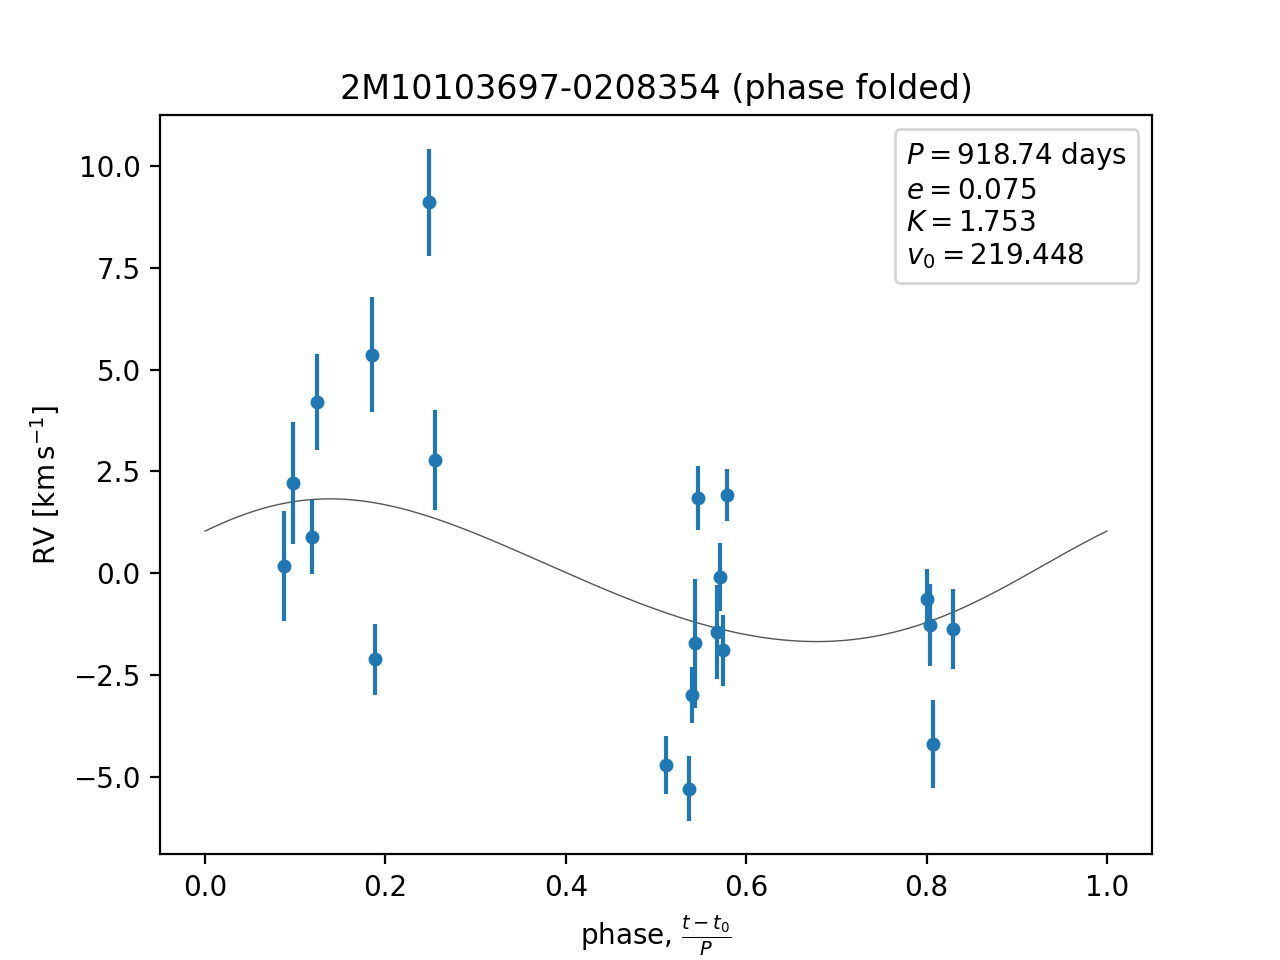 2M10103697-0208354 (phase folded)
P = 918.74 days
e = 0.075
K = 1.753
v₀ = 219.448
10.0
7.5
5.0
2.5
0.0
−2.5
−5.0
RV [km s⁻¹]
0.0 0.2 0.4 0.6 0.8 1.0
phase, (t − t₀)/P